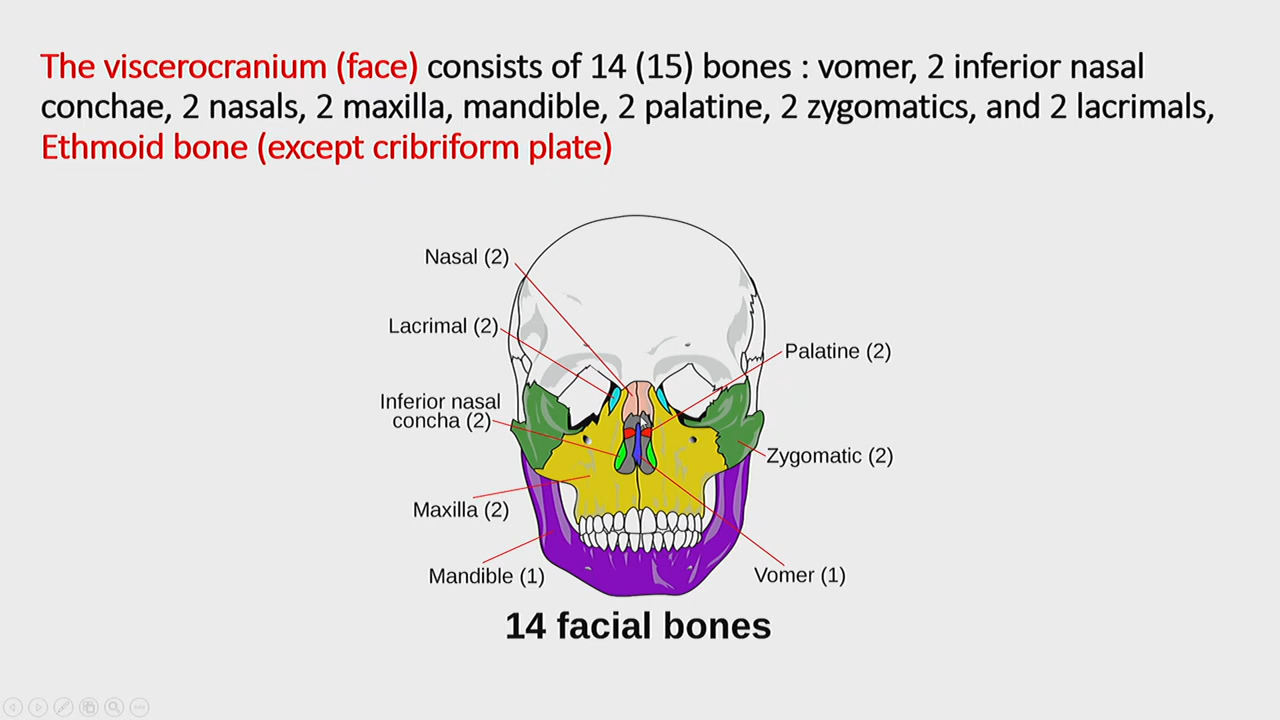 The viscerocranium (face) consists of 14 (15) bones : vomer, 2 inferior nasal
conchae, 2 nasals, 2 maxilla, mandible, 2 palatine, 2 zygomatics, and 2 lacrimals,
Ethmoid bone (except cribriform plate)
Nasal (2)
Lacrimal (2)
Palatine (2)
Inferior nasal
concha (2)
Zygomatic (2)
Maxilla (2)
Mandible (1)
Vomer (1)
14 facial bones